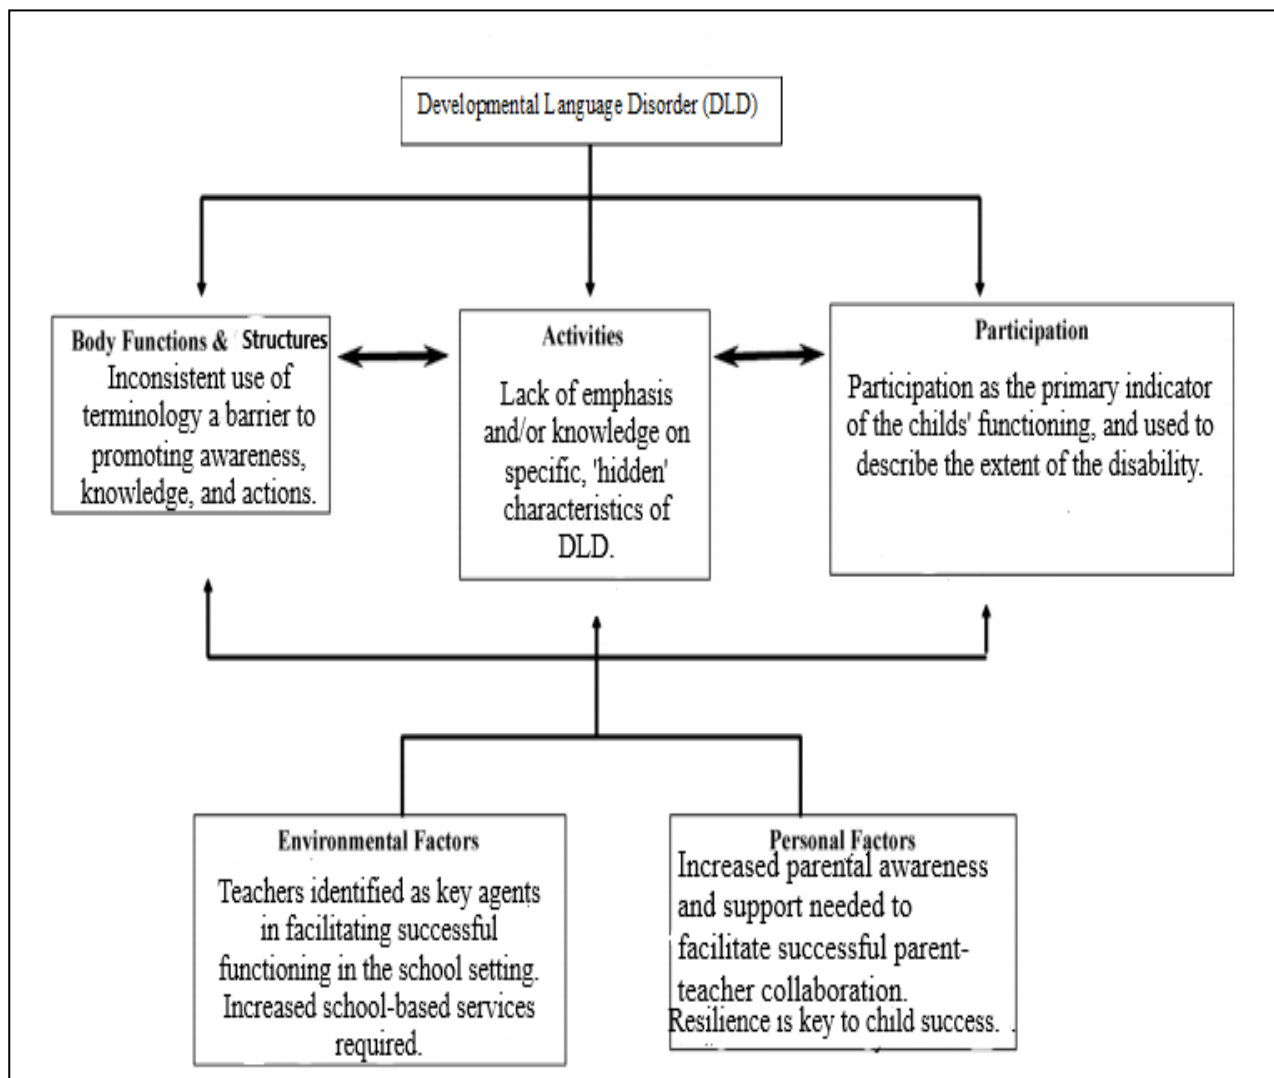 Developmental Language Disorder (DLD)
Body Functions & Structures
Inconsistent use of
terminology a barrier to
promoting awareness,
knowledge, and actions.
Activities
Lack of emphasis
and/or knowledge on
specific, 'hidden'
characteristics of
DLD.
Participation
Participation as the primary indicator
of the childs' functioning, and used to
describe the extent of the disability.
Environmental Factors
Teachers identified as key agents
in facilitating successful
functioning in the school setting.
Increased school-based services
required.
Personal Factors
Increased parental awareness
and support needed to
facilitate successful parent-
teacher collaboration.
Resilience is key to child success.